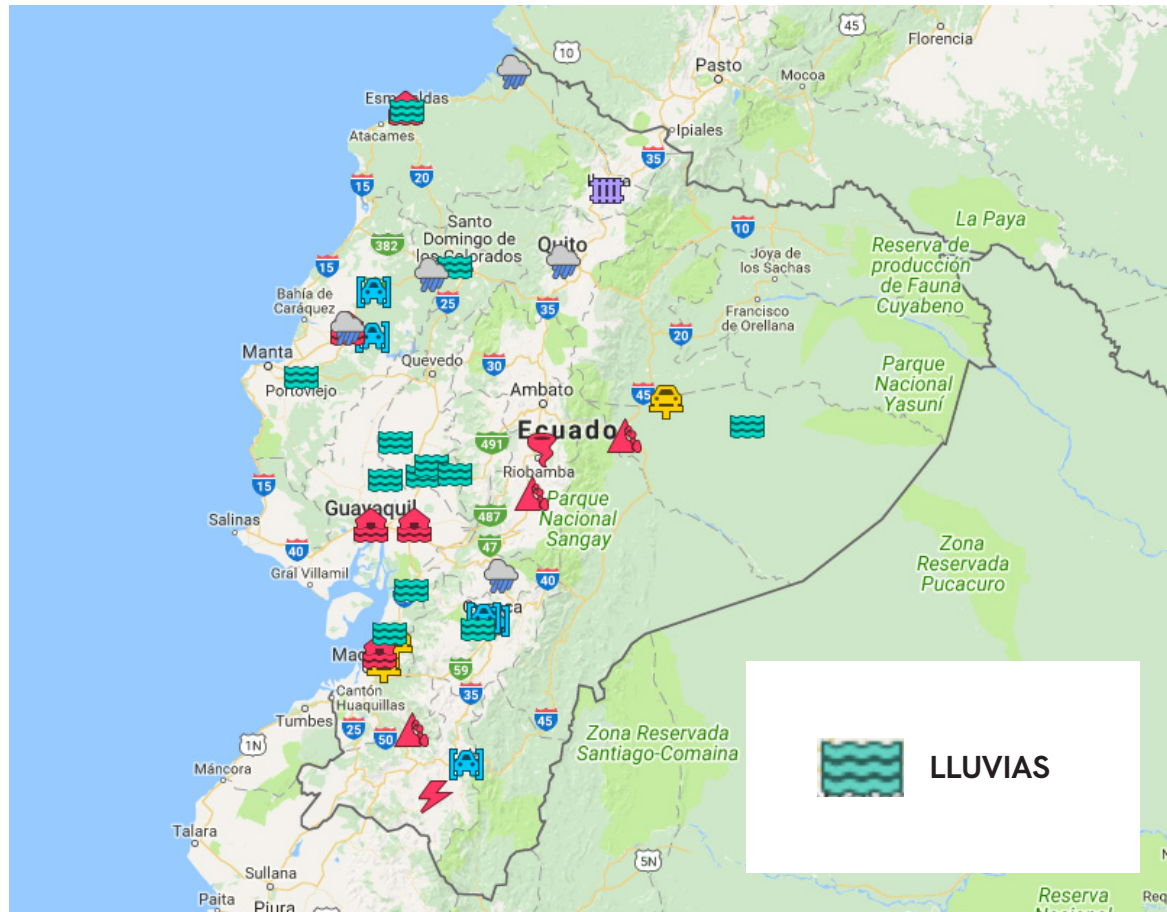 45
Florencia
10
Pasto
Mocoa
Esmeraldas
Atacames
Ipiales
35
20
15
La Paya
Santo
Domingo de
los Colorados
10
382
Quito
Joya de
los Sachas
Reserva de
producción
de Fauna
Cuyabeno
15
Bahía de
Caráquez
25
35
Francisco
de Orellana
20
Manta
Quevedo
30
Parque
Nacional
Yasuní
Portoviejo
Ambato
45
Ecuado
491
Riobamba
15
Guayaquil
Parque
Nacional
Sangay
Salinas
487
40
47
Gral Villamil
40
Zona
Reservada
Pucacuro
59
Cantón
Huaquillas
35
Tumbes
25
50
45
Zona Reservada
Santiago-Comaina
1N
Máncora
LLUVIAS
Talara
5N
Sullana
Paita
Piura
Reserva
Nacional
Req